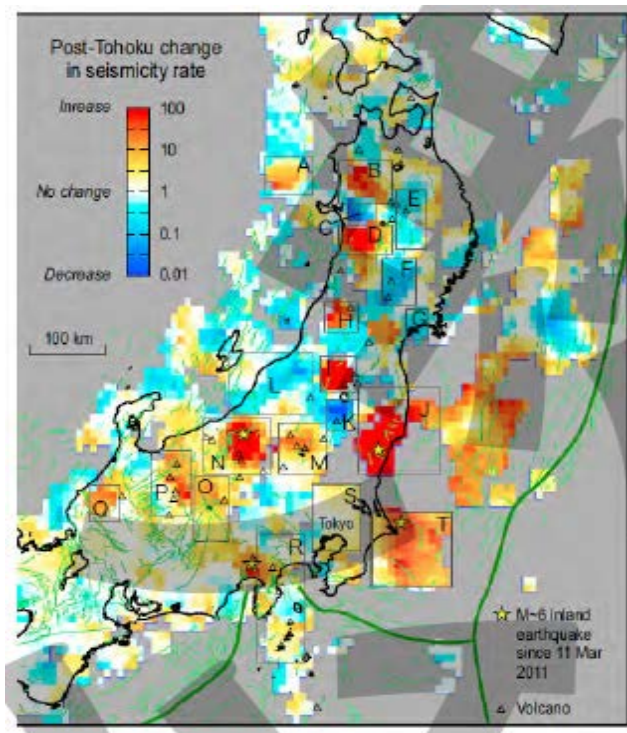 Post-Tohoku change
in seismicity rate
Inrease
100
10
No change
1
0.1
Decrease
0.01
100 km
A
B
E
C
D
F
G
H
I
L
J
K
N
M
O
P
Q
S
Tokyo
T
R
M~6 inland
earthquake
since 11 Mar
2011
Volcano